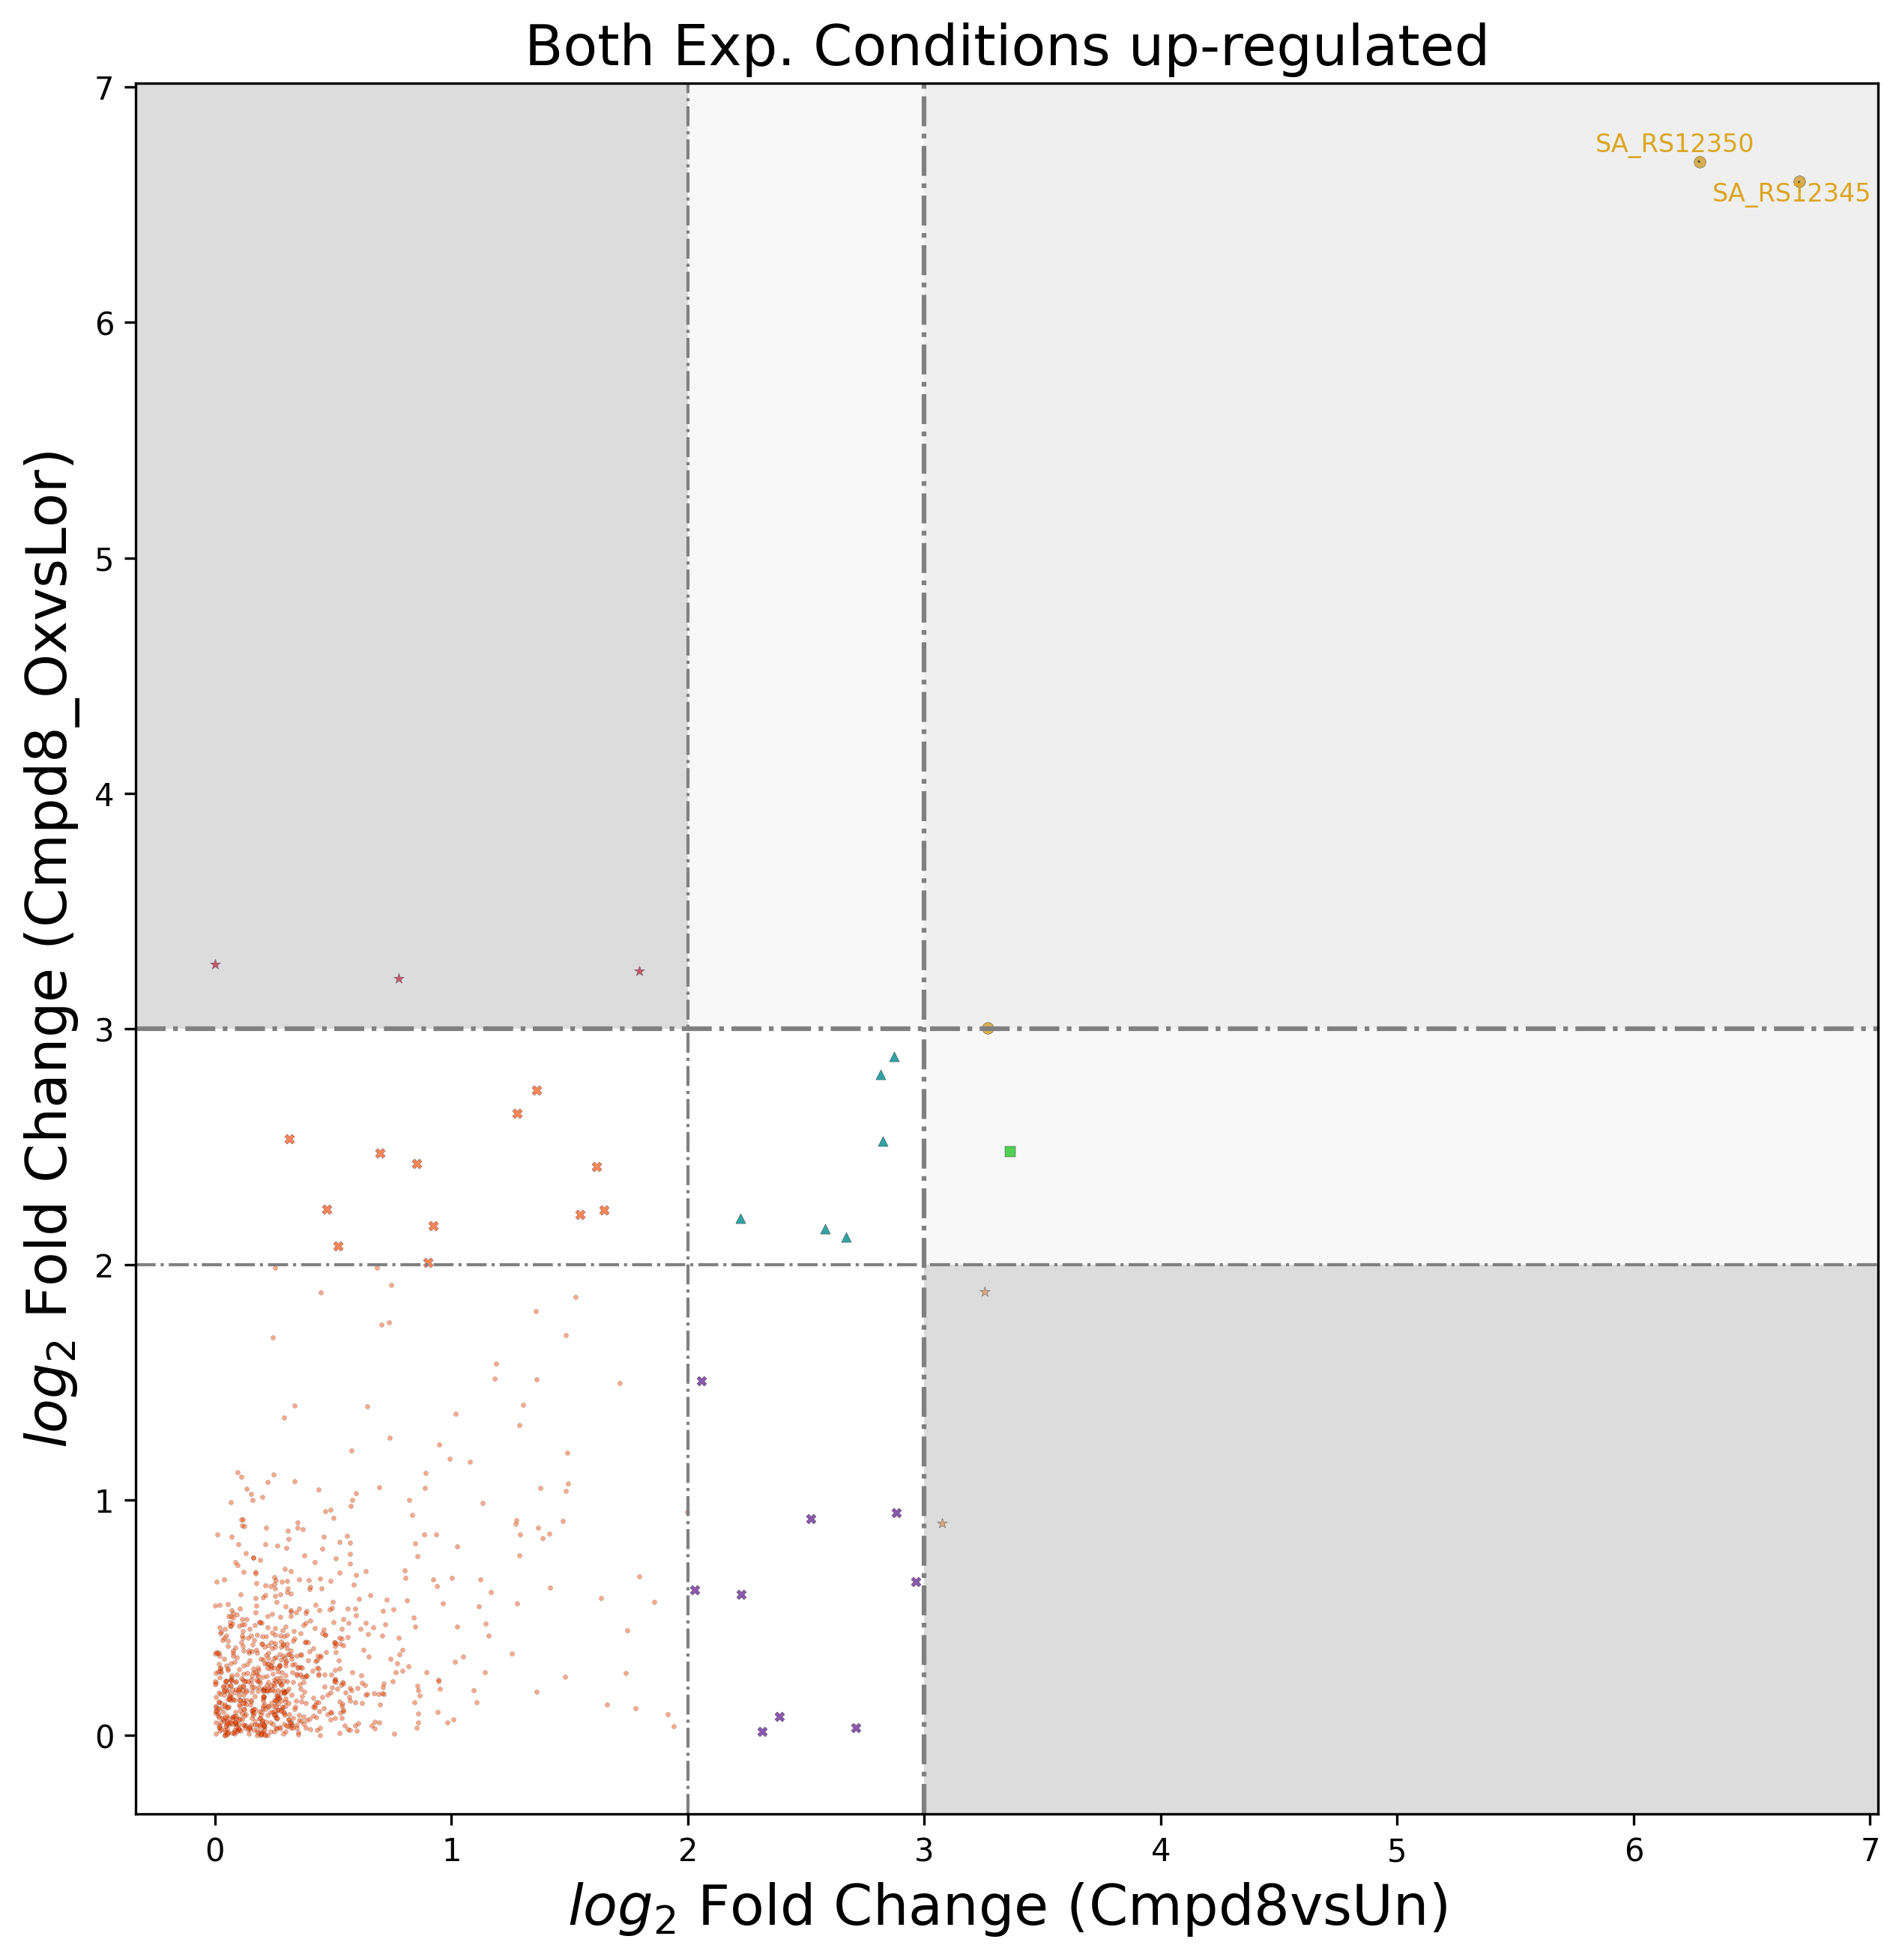 Both Exp. Conditions up-regulated
log2 Fold Change (Cmpd8_OxvsLor)
7
6
5
4
3
2
1
0
SA_RS12350
SA_RS12345
0 1 2 3 4 5 6 7
log2 Fold Change (Cmpd8vsUn)